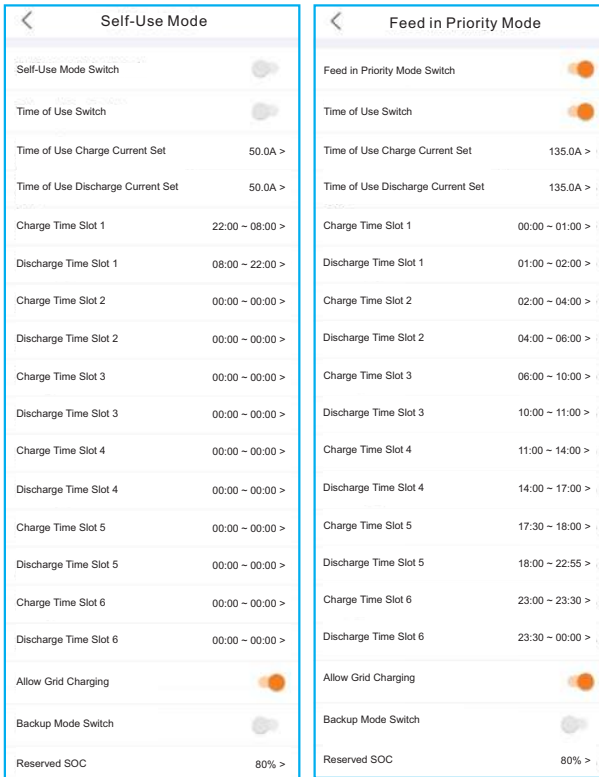 Self-Use Mode
Self-Use Mode Switch
Time of Use Switch
Time of Use Charge Current Set 50.0A >
Time of Use Discharge Current Set 50.0A >
Charge Time Slot 1 22:00 ~ 08:00 >
Discharge Time Slot 1 08:00 ~ 22:00 >
Charge Time Slot 2 00:00 ~ 00:00 >
Discharge Time Slot 2 00:00 ~ 00:00 >
Charge Time Slot 3 00:00 ~ 00:00 >
Discharge Time Slot 3 00:00 ~ 00:00 >
Charge Time Slot 4 00:00 ~ 00:00 >
Discharge Time Slot 4 00:00 ~ 00:00 >
Charge Time Slot 5 00:00 ~ 00:00 >
Discharge Time Slot 5 00:00 ~ 00:00 >
Charge Time Slot 6 00:00 ~ 00:00 >
Discharge Time Slot 6 00:00 ~ 00:00 >
Allow Grid Charging
Backup Mode Switch
Reserved SOC 80% >
Feed in Priority Mode
Feed in Priority Mode Switch
Time of Use Switch
Time of Use Charge Current Set 135.0A >
Time of Use Discharge Current Set 135.0A >
Charge Time Slot 1 00:00 ~ 01:00 >
Discharge Time Slot 1 01:00 ~ 02:00 >
Charge Time Slot 2 02:00 ~ 04:00 >
Discharge Time Slot 2 04:00 ~ 06:00 >
Charge Time Slot 3 06:00 ~ 10:00 >
Discharge Time Slot 3 10:00 ~ 11:00 >
Charge Time Slot 4 11:00 ~ 14:00 >
Discharge Time Slot 4 14:00 ~ 17:00 >
Charge Time Slot 5 17:30 ~ 18:00 >
Discharge Time Slot 5 18:00 ~ 22:55 >
Charge Time Slot 6 23:00 ~ 23:30 >
Discharge Time Slot 6 23:30 ~ 00:00 >
Allow Grid Charging
Backup Mode Switch
Reserved SOC 80% >